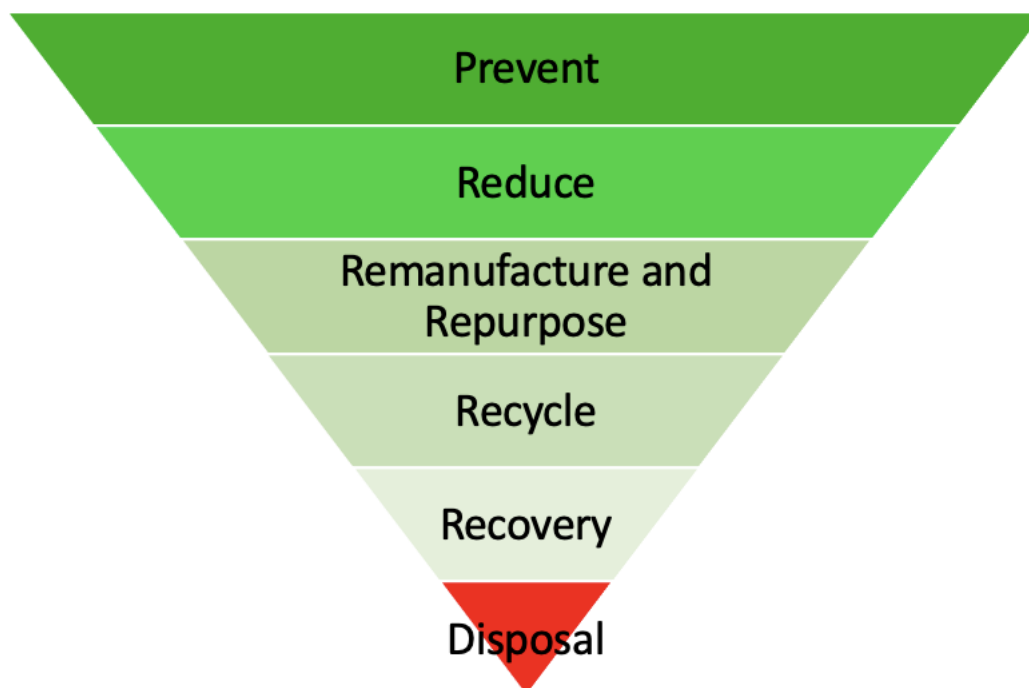 Prevent
Reduce
Remanufacture and
Repurpose
Recycle
Recovery
Disposal